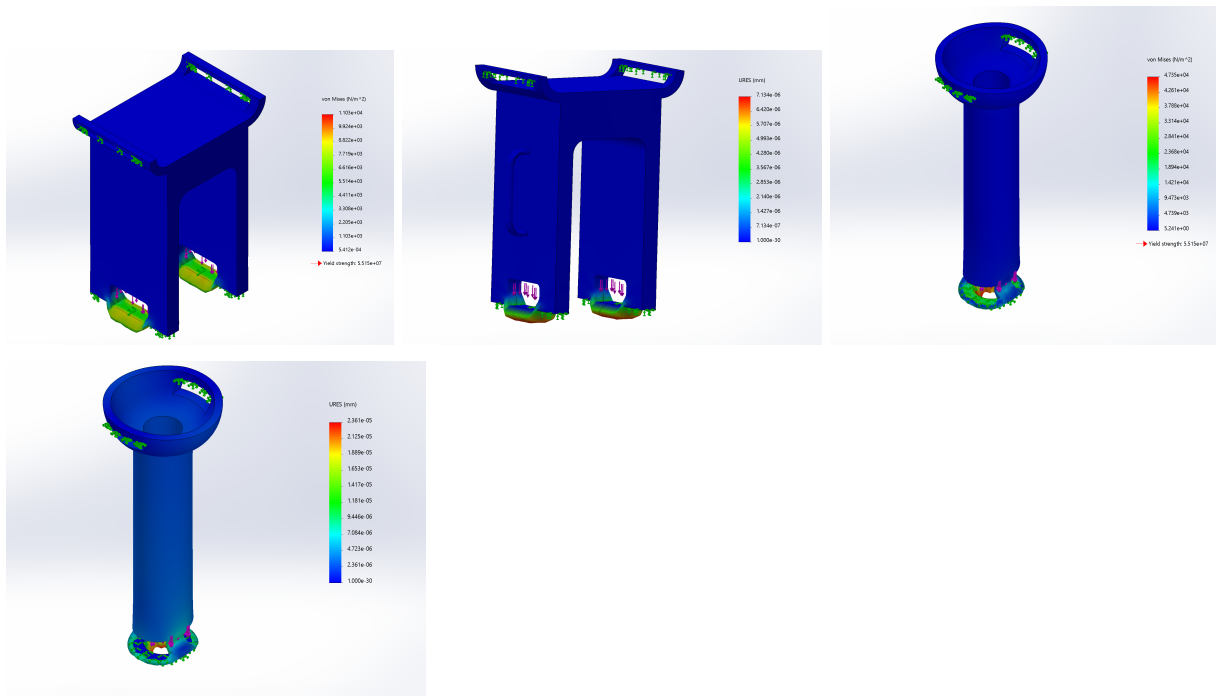 von Mises (N/m^2)
1.103e+04
9.924e+03
8.822e+03
7.719e+03
6.616e+03
5.514e+03
4.411e+03
3.308e+03
2.205e+03
1.103e+03
5.412e-04
Yield strength: 5.515e+07
URES (mm)
7.134e-06
6.420e-06
5.707e-06
4.993e-06
4.280e-06
3.567e-06
2.853e-06
2.140e-06
1.427e-06
7.134e-07
1.000e-30
von Mises (N/m^2)
4.735e+04
4.261e+04
3.788e+04
3.314e+04
2.841e+04
2.368e+04
1.894e+04
1.421e+04
9.473e+03
4.739e+03
5.241e+00
Yield strength: 5.515e+07
URES (mm)
2.361e-05
2.125e-05
1.889e-05
1.653e-05
1.417e-05
1.181e-05
9.446e-06
7.084e-06
4.723e-06
2.361e-06
1.000e-30